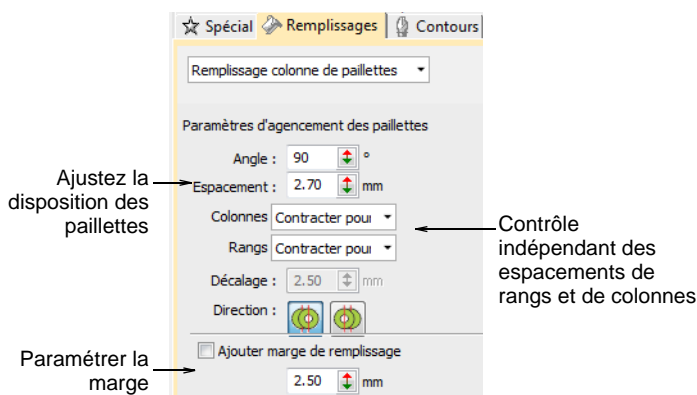 Spécial Remplissages Contours
Remplissage colonne de paillettes
Paramètres d'agencement des paillettes
Angle : 90 °
Ajustez la
disposition des
paillettes
Espacement : 2.70 mm
Colonnes Contracter pour
Rangs Contracter pour
Contrôle
indépendant des
espacements de
rangs et de colonnes
Décalage : 2.50 mm
Direction :
Paramétrer la
marge
Ajouter marge de remplissage
2.50 mm